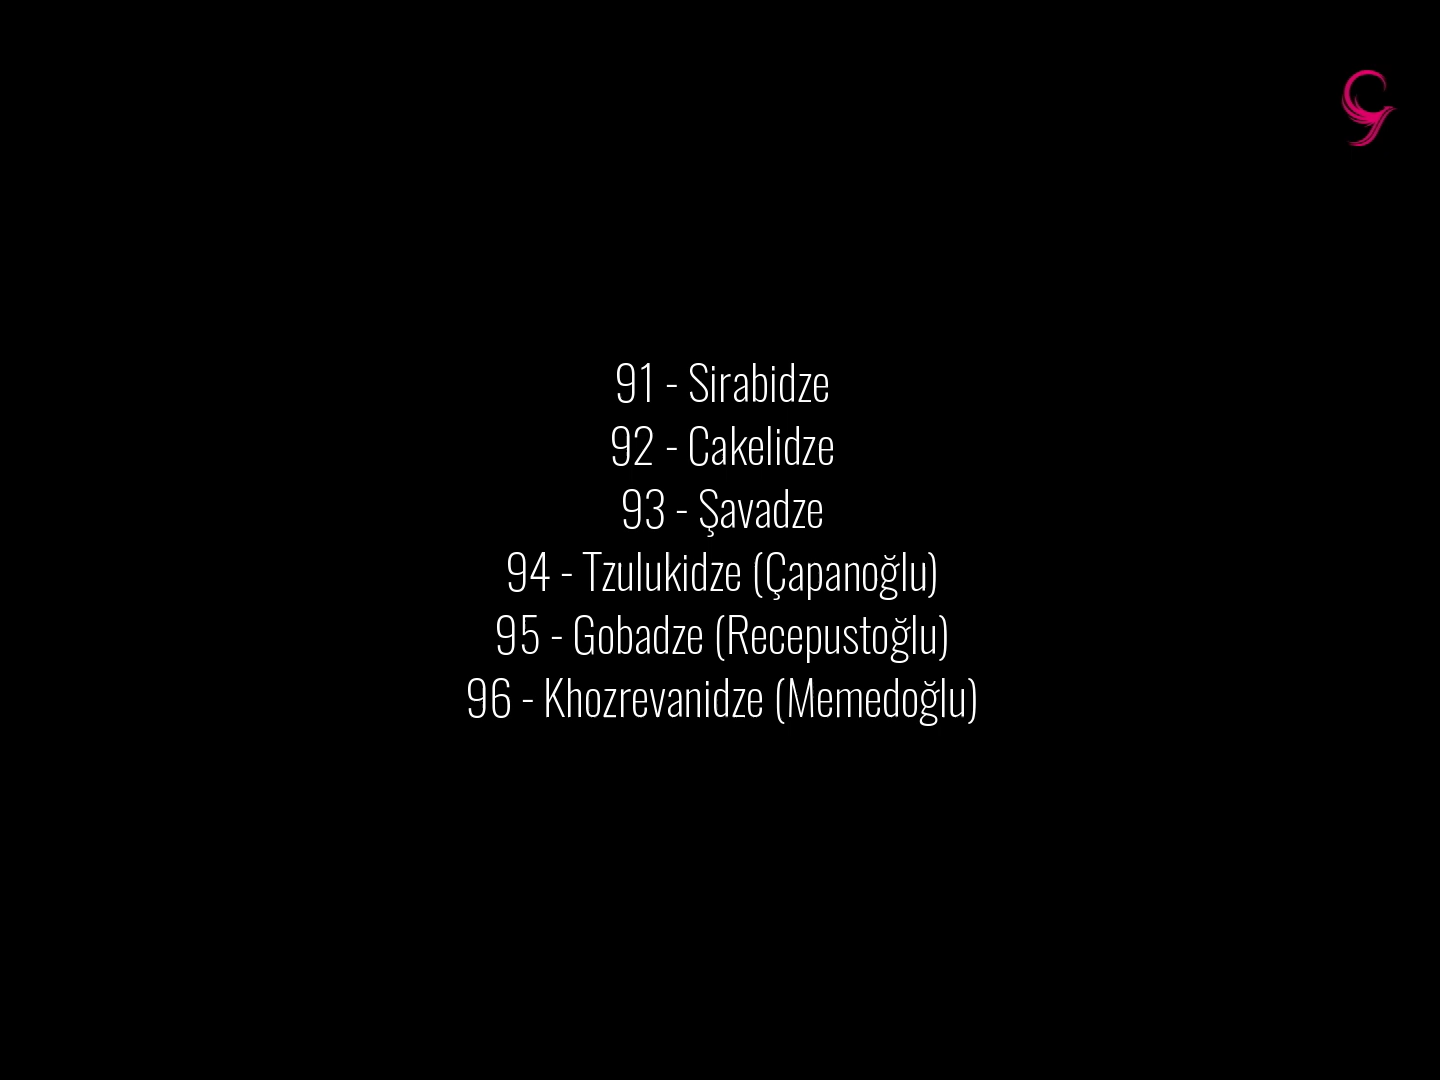 91 - Sirabidze
92 - Cakelidze
93 - Şavadze
94 - Tzulukidze (Çapanoğlu)
95 - Gobadze (Recepustoğlu)
96 - Khozrevanidze (Memedoğlu)